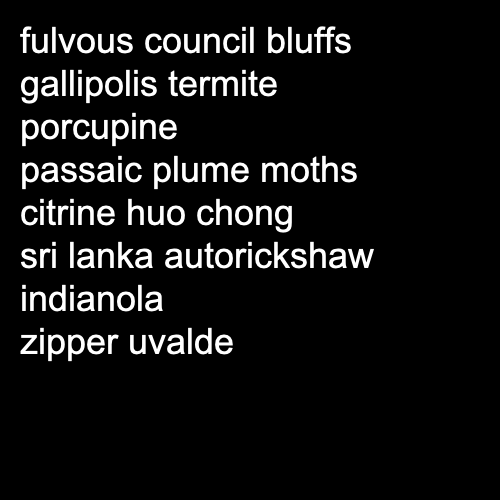 fulvous council bluffs
gallipolis termite
porcupine
passaic plume moths
citrine huo chong
sri lanka autorickshaw
indianola
zipper uvalde